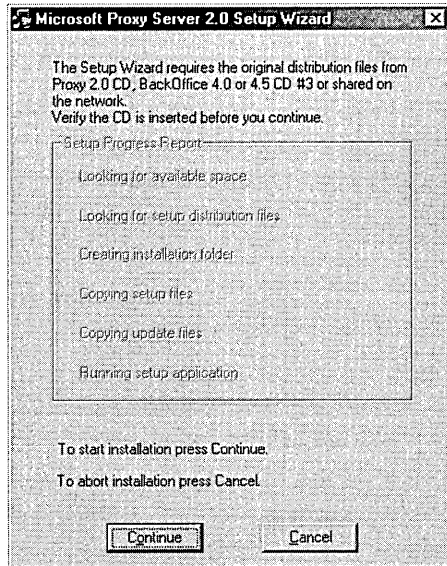 Microsoft Proxy Server 2.0 Setup Wizard
The Setup Wizard requires the original distribution files from
Proxy 2.0 CD, BackOffice 4.0 or 4.5 CD #3 or shared on
the network.
Verify the CD is inserted before you continue.
Setup Progress Report
Looking for available space
Looking for setup distribution files
Creating installation folder
Copying setup files
Copying update files
Running setup application
To start installation press Continue.
To abort installation press Cancel.
Continue
Cancel